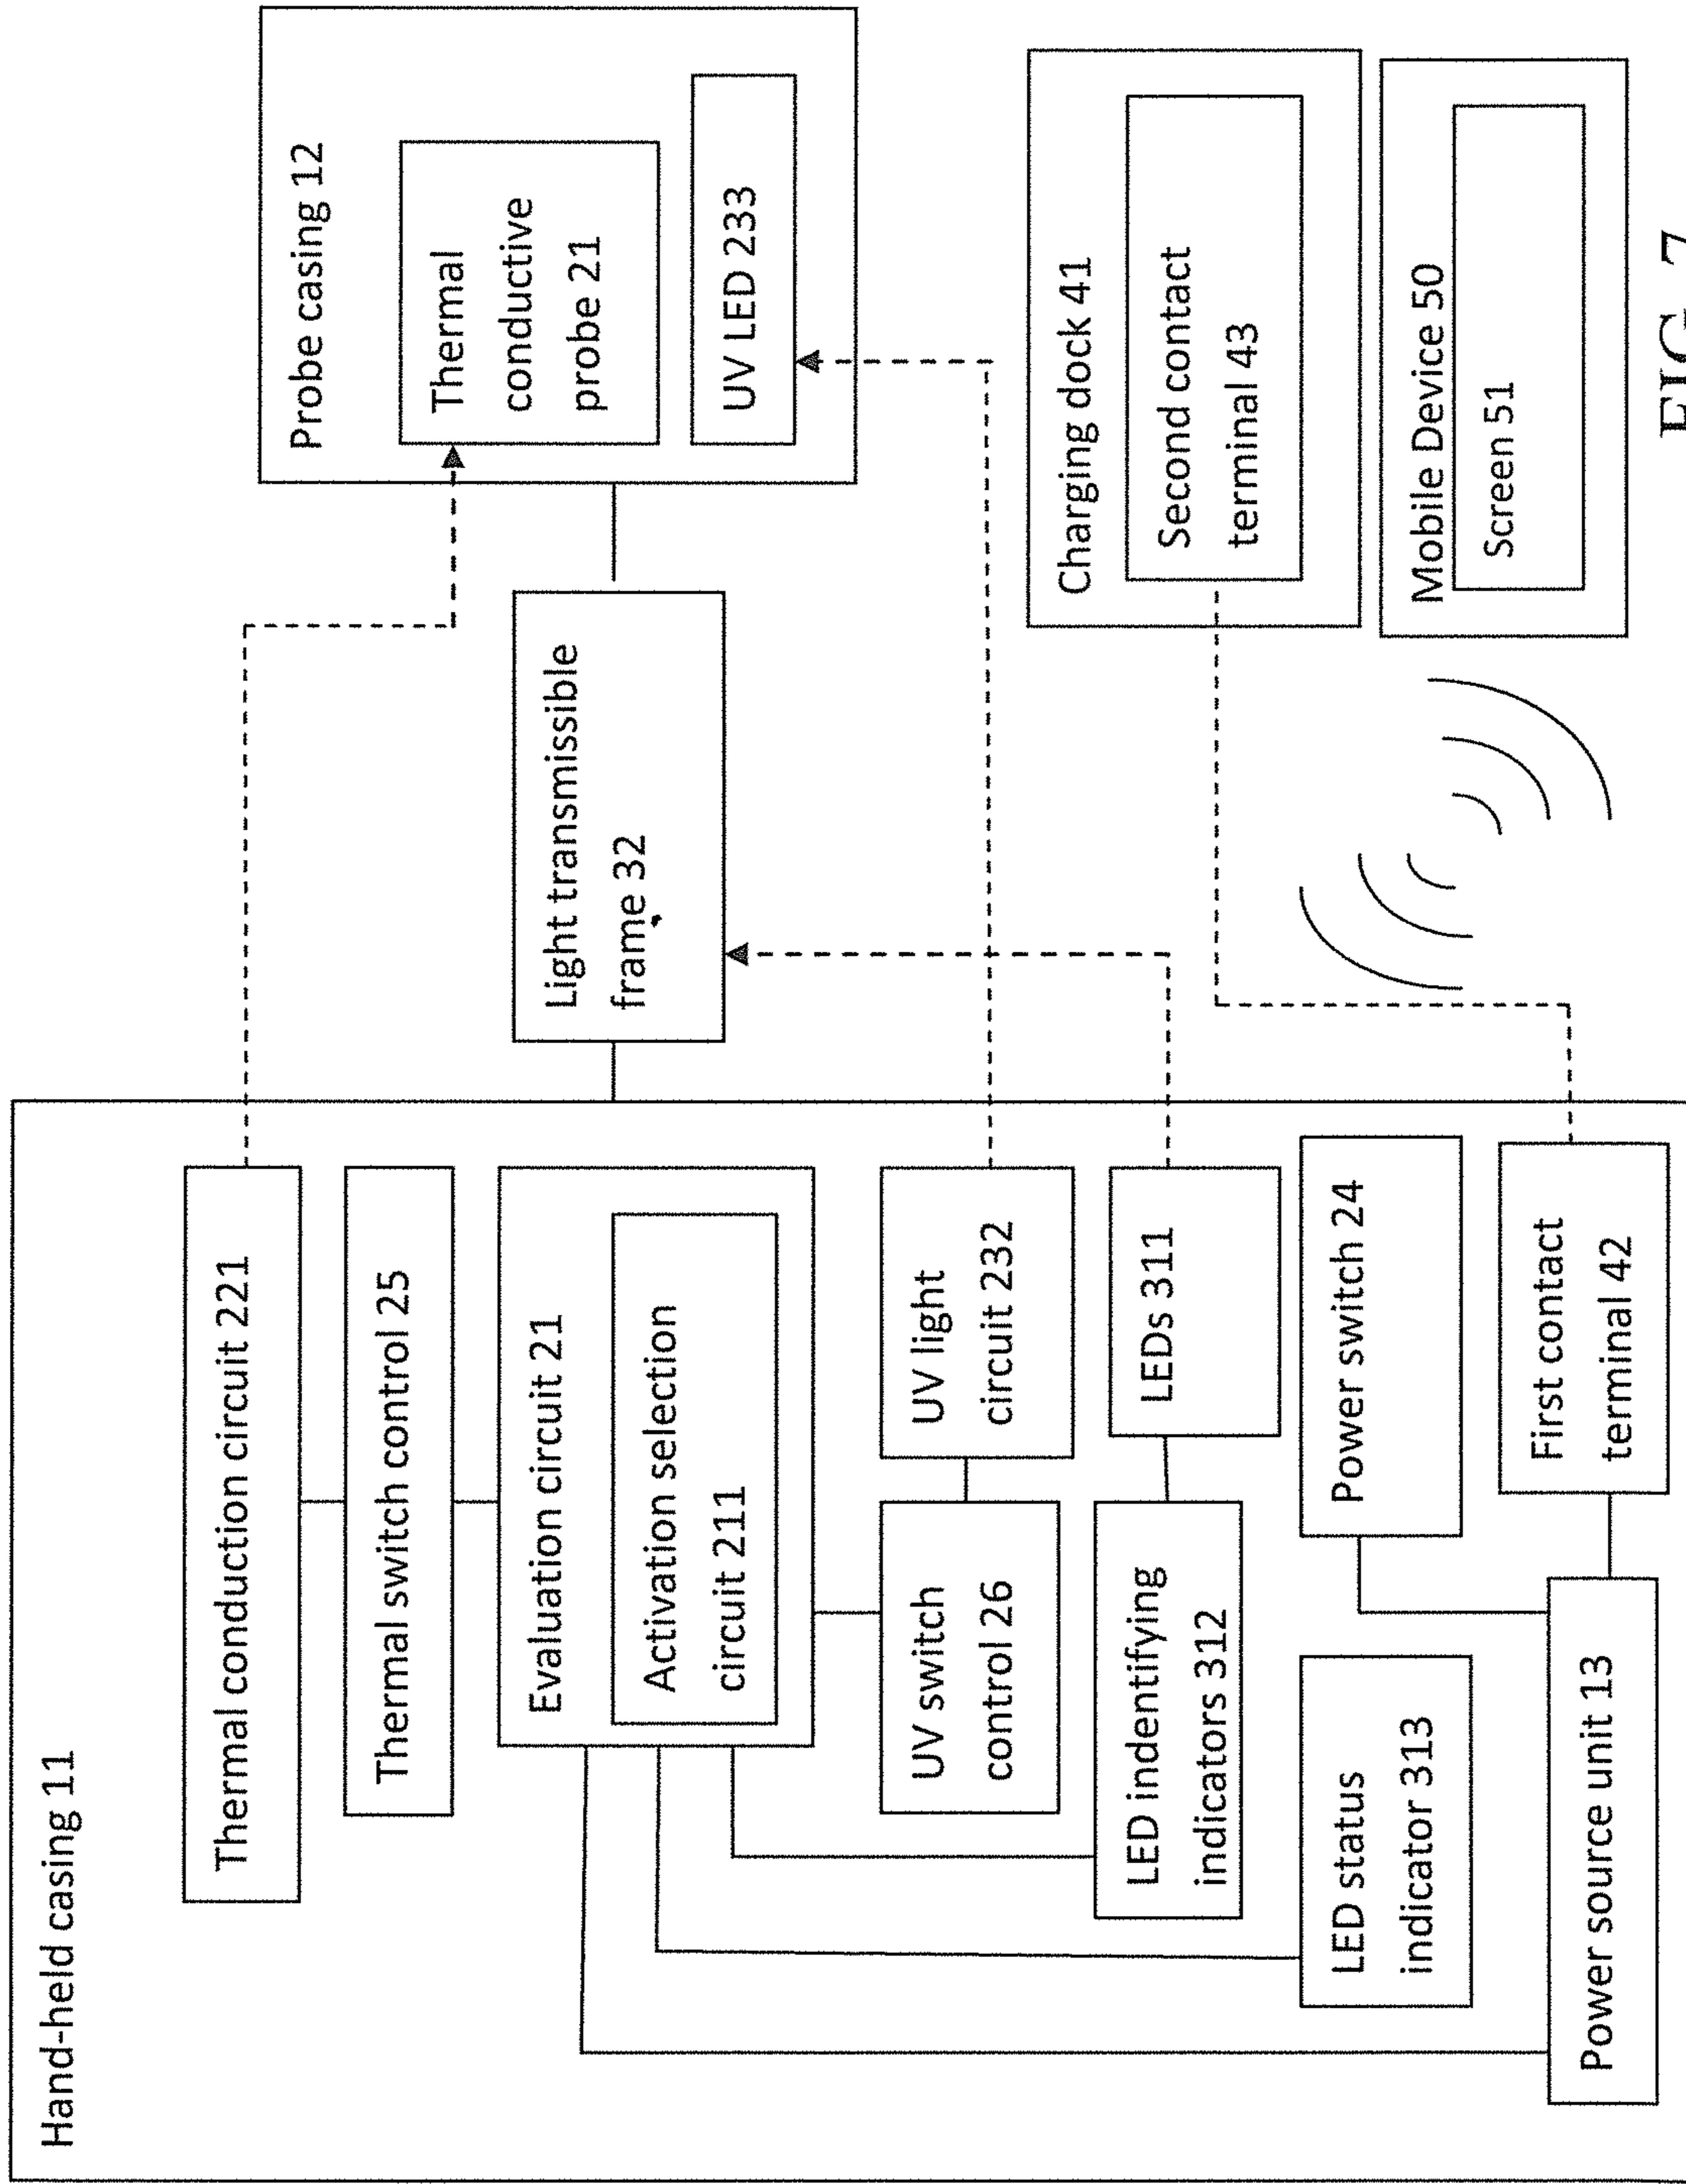 Hand-held casing 11
Thermal conduction circuit 221
Thermal switch control 25
Evaluation circuit 21
Activation selection
circuit 211
UV switch
control 26
UV light
circuit 232
LED indentifying
indicators 312
LEDs 311
LED status
indicator 313
Power switch 24
Power source unit 13
First contact
terminal 42
Light transmissible
frame 32
Probe casing 12
Thermal
conductive
probe 21
UV LED 233
Charging dock 41
Second contact
terminal 43
Mobile Device 50
Screen 51
FIG. 7